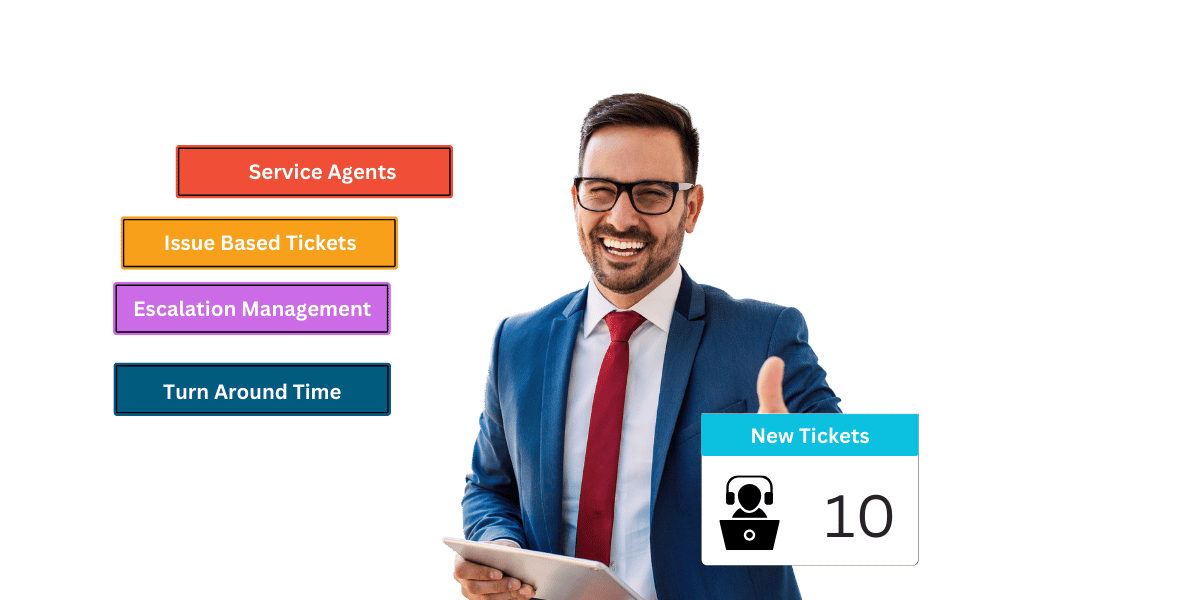 Service Agents
Issue Based Tickets
Escalation Management
Turn Around Time
New Tickets
10